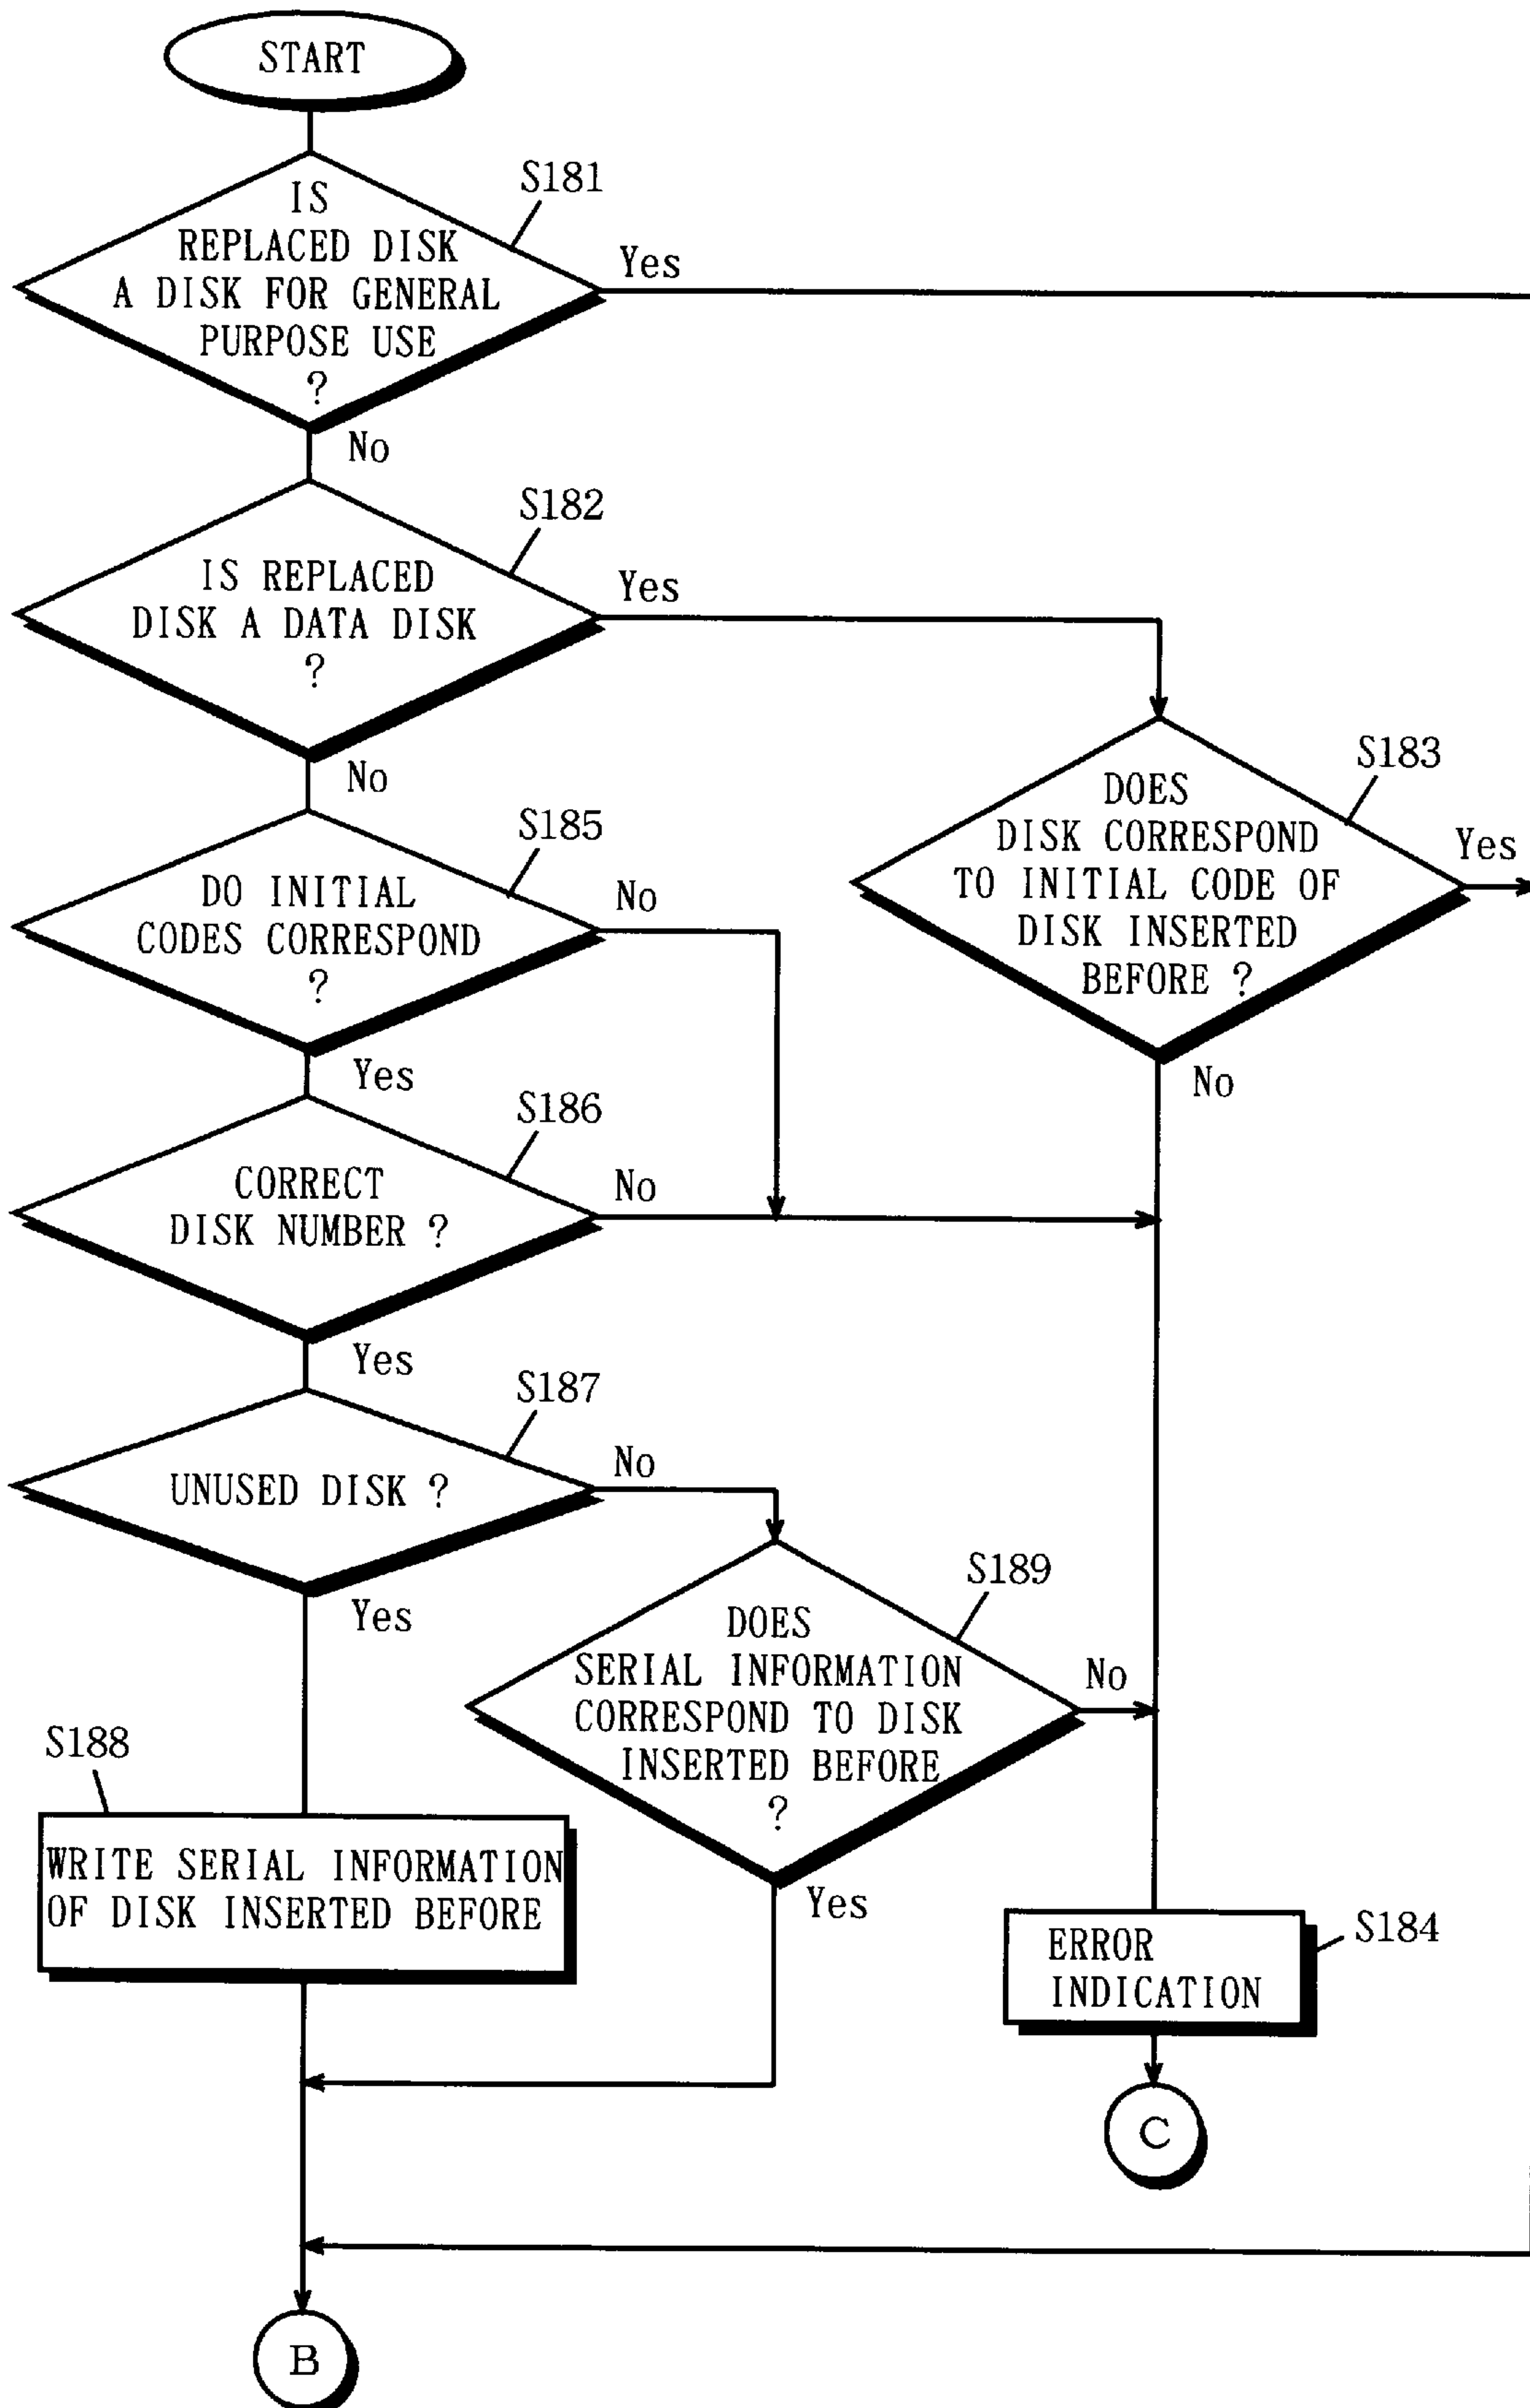 START
S181
IS
REPLACED DISK
A DISK FOR GENERAL
PURPOSE USE
?
Yes
No
S182
IS REPLACED
DISK A DATA DISK
?
Yes
No
S183
DOES
DISK CORRESPOND
TO INITIAL CODE OF
DISK INSERTED
BEFORE ?
Yes
No
S185
DO INITIAL
CODES CORRESPOND
?
No
Yes
S186
CORRECT
DISK NUMBER ?
No
Yes
S187
UNUSED DISK ?
No
Yes
S189
DOES
SERIAL INFORMATION
CORRESPOND TO DISK
INSERTED BEFORE
?
No
Yes
S188
WRITE SERIAL INFORMATION
OF DISK INSERTED BEFORE
S184
ERROR
INDICATION
C
B